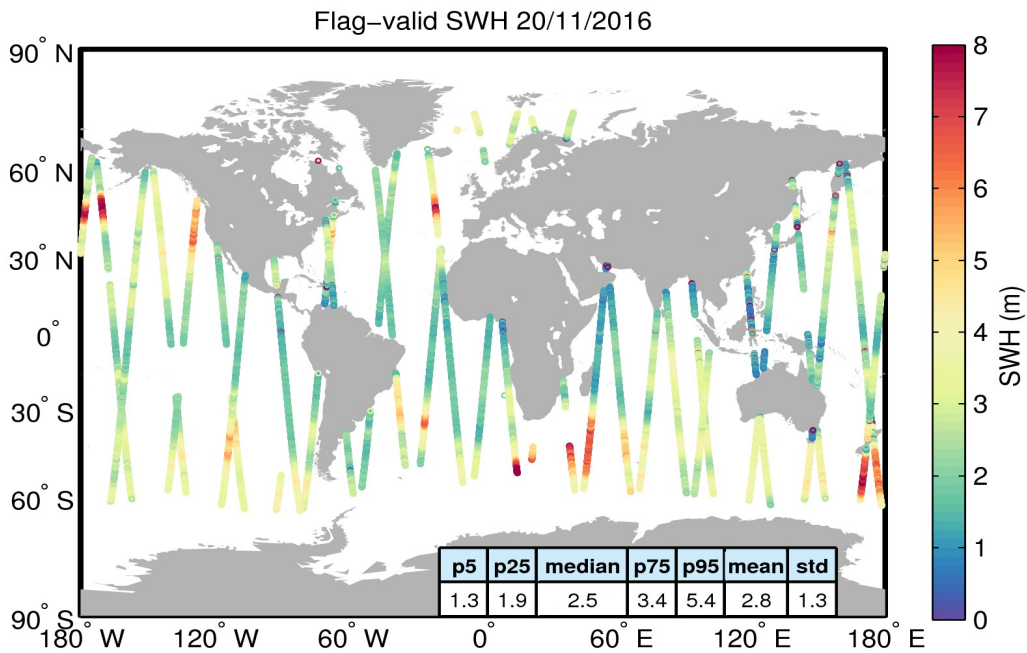 Flag−valid SWH 20/11/2016
90° N
60° N
30° N
0°
30° S
60° S
90° S
180° W
120° W
60° W
0°
60° E
120° E
180° E
p5 p25 median p75 p95 mean std
1.3 1.9 2.5 3.4 5.4 2.8 1.3
8
7
6
5
4
3
2
1
0
SWH (m)